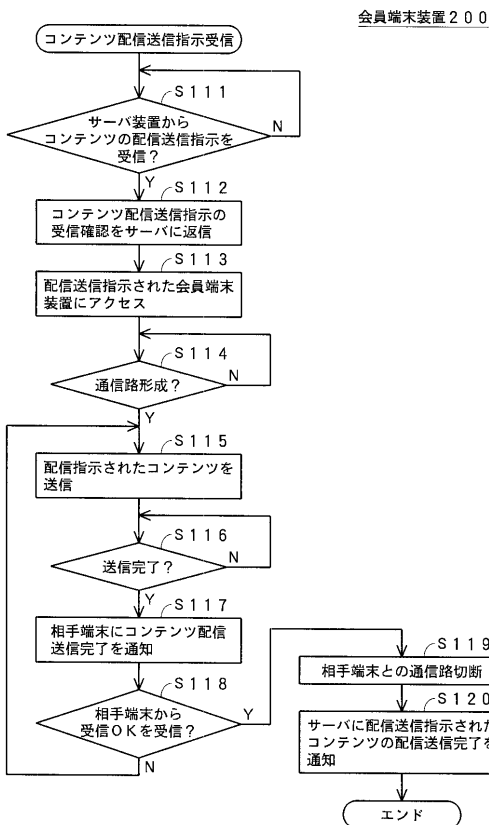 会員端末装置200
コンテンツ配信送信指示受信
S111
サーバ装置から
コンテンツの配信送信指示を
受信?
N
Y
S112
コンテンツ配信送信指示の
受信確認をサーバに返信
S113
配信送信指示された会員端末
装置にアクセス
S114
通信路形成?
N
Y
S115
配信指示されたコンテンツを
送信
S116
送信完了?
N
Y
S117
相手端末にコンテンツ配信
送信完了を通知
S118
相手端末から
受信OKを受信?
Y
N
S119
相手端末との通信路切断
S120
サーバに配信送信指示された
コンテンツの配信送信完了を
通知
エンド